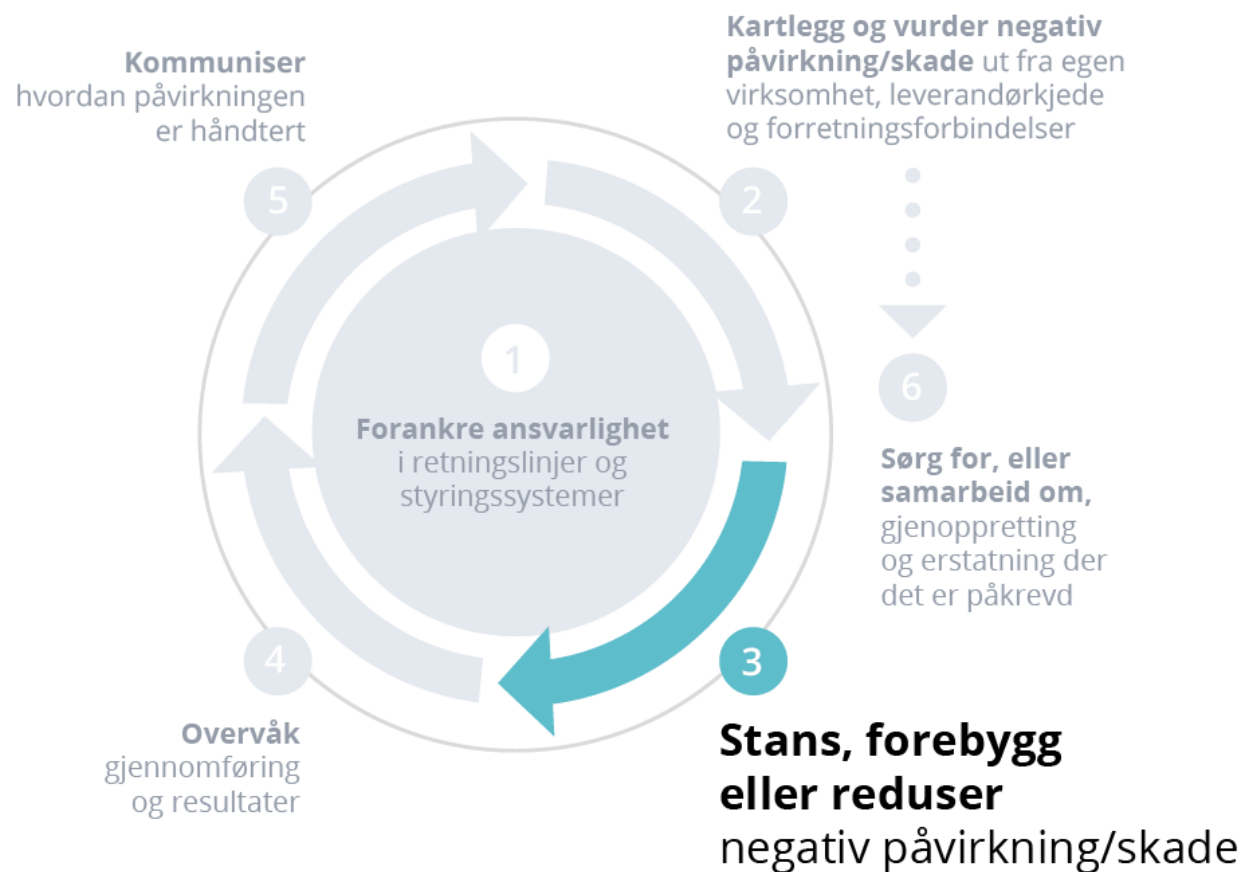 1
Forankre ansvarlighet
i retningslinjer og
styringssystemer
2
Kartlegg og vurder negativ
påvirkning/skade ut fra egen
virksomhet, leverandørkjede
og forretningsforbindelser
3
Stans, forebygg
eller reduser
negativ påvirkning/skade
4
Overvåk
gjennomføring
og resultater
5
Kommuniser
hvordan påvirkningen
er håndtert
6
Sørg for, eller
samarbeid om,
gjenoppretting
og erstatning der
det er påkrevd